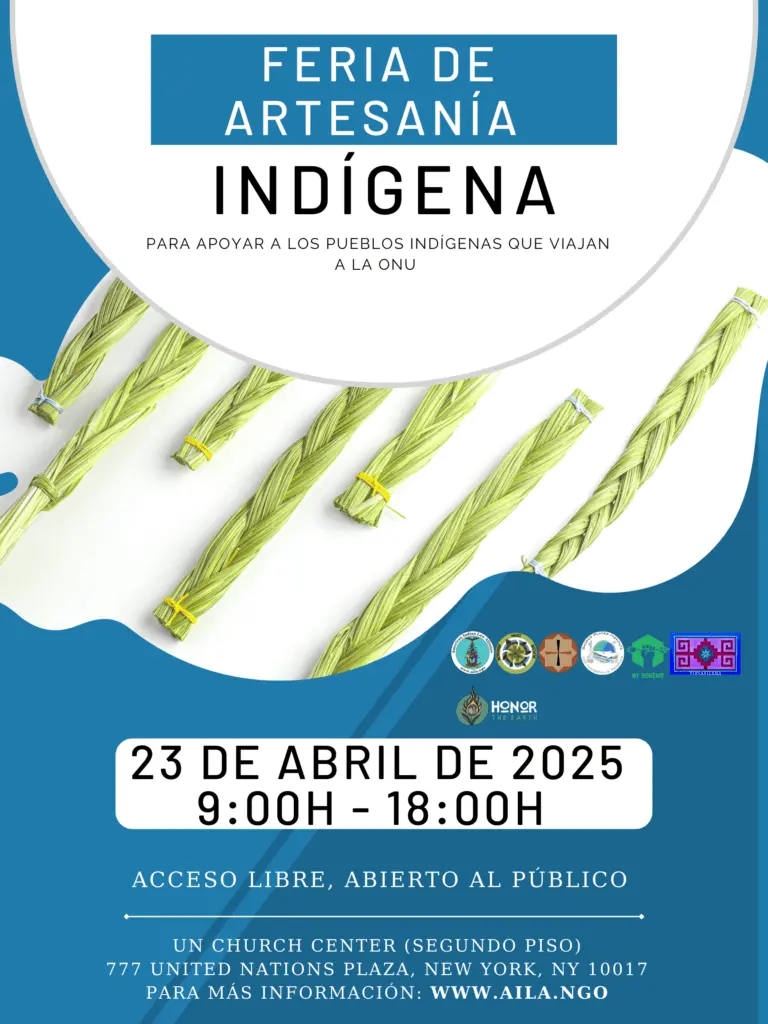 FERIA DE
ARTESANÍA
INDÍGENA
PARA APOYAR A LOS PUEBLOS INDÍGENAS QUE VIAJAN
A LA ONU
HONOR
THE EARTH
23 DE ABRIL DE 2025
9:00H - 18:00H
ACCESO LIBRE, ABIERTO AL PÚBLICO
UN CHURCH CENTER (SEGUNDO PISO)
777 UNITED NATIONS PLAZA, NEW YORK, NY 10017
PARA MÁS INFORMACIÓN: WWW.AILA.NGO